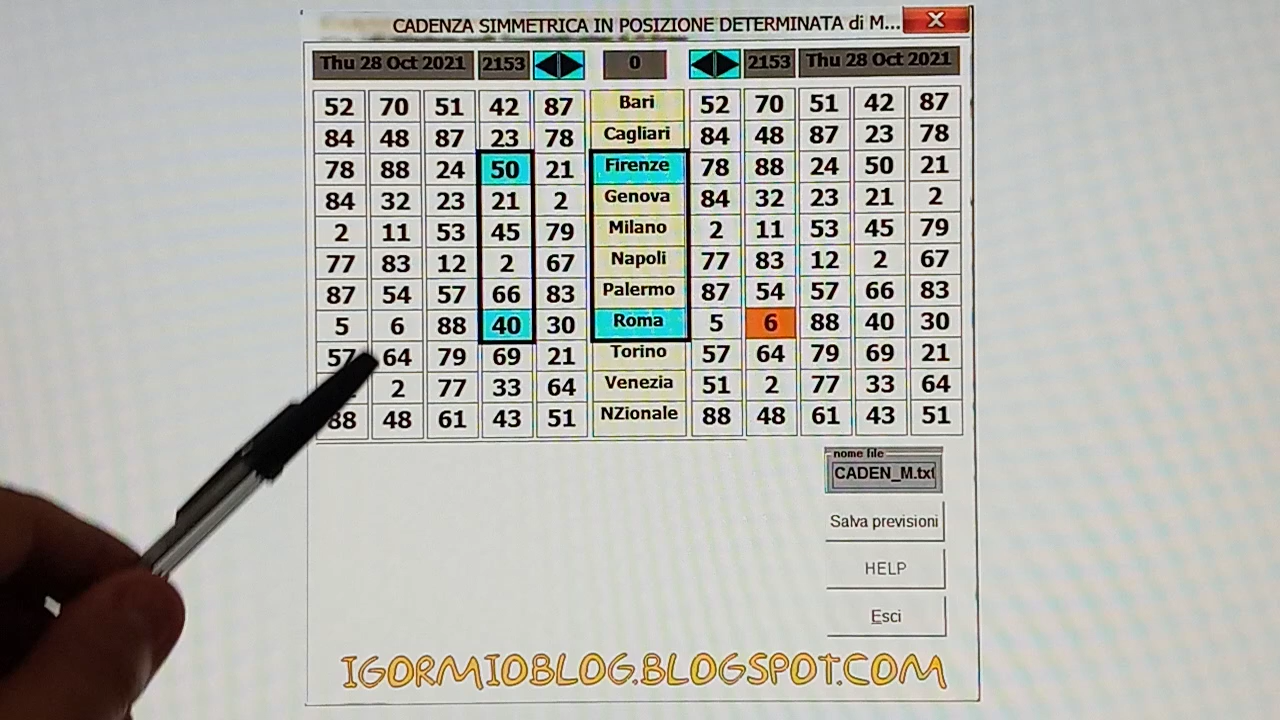 CADENZA SIMMETRICA IN POSIZIONE DETERMINATA di M... X
Thu 28 Oct 2021 2153 0 2153 Thu 28 Oct 2021
52 70 51 42 87 Bari 52 70 51 42 87
84 48 87 23 78 Cagliari 84 48 87 23 78
78 88 24 50 21 Firenze 78 88 24 50 21
84 32 23 21 2 Genova 84 32 23 21 2
2 11 53 45 79 Milano 2 11 53 45 79
77 83 12 2 67 Napoli 77 83 12 2 67
87 54 57 66 83 Palermo 87 54 57 66 83
5 6 88 40 30 Roma 5 6 88 40 30
57 64 79 69 21 Torino 57 64 79 69 21
2 77 33 64 Venezia 51 2 77 33 64
88 48 61 43 51 NZionale 88 48 61 43 51
nome file
CADEN_M.txt
Salva previsioni
HELP
Esci
IGORMIOBLOG.BLOGSPOT.COM